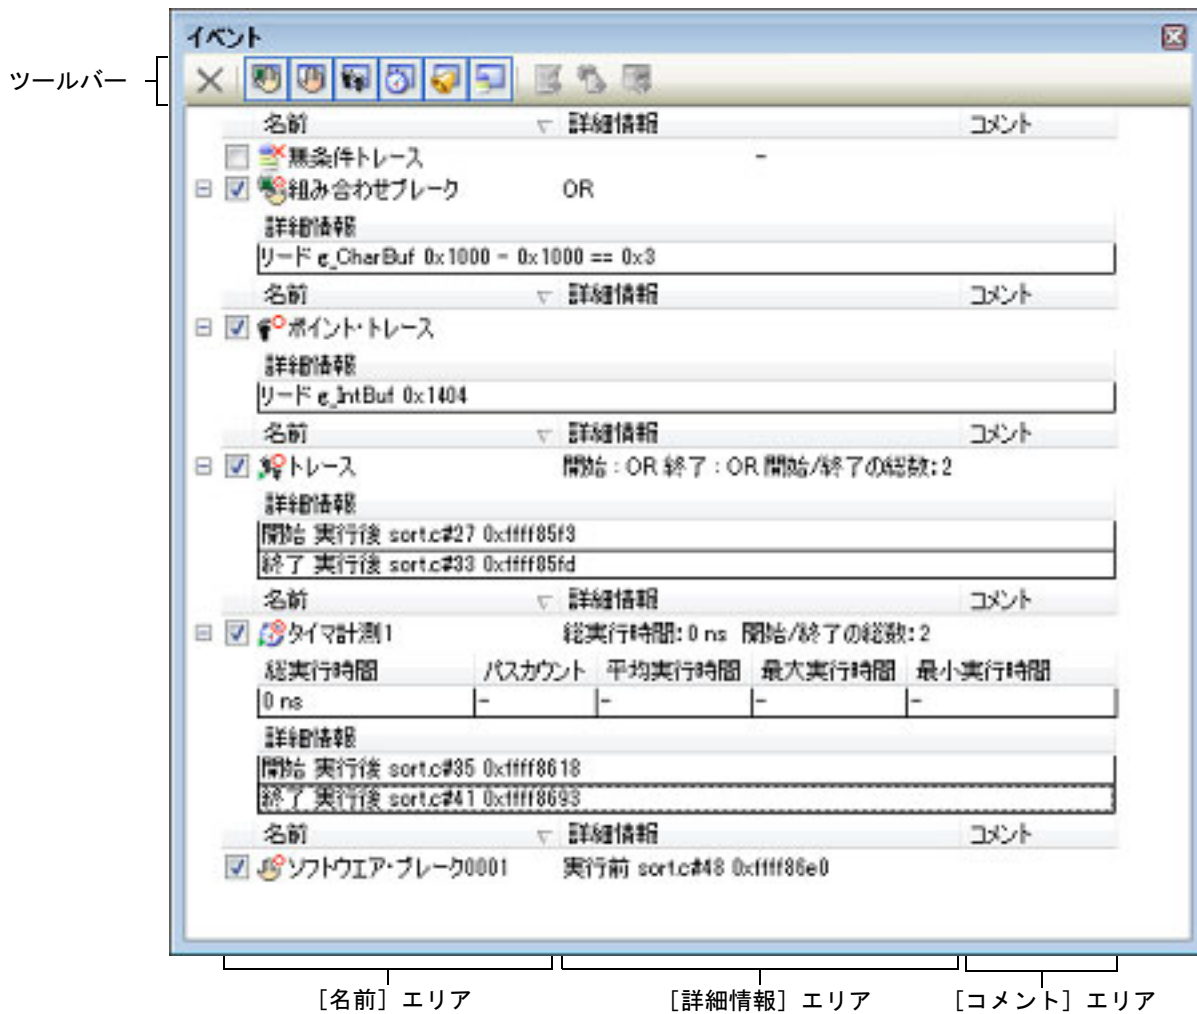 イベント
ツールバー
名前 詳細情報 コメント
無条件トレース -
組み合わせブレーク OR
詳細情報
リード g_CharBuf 0x1000 - 0x1000 == 0x3
名前 詳細情報 コメント
ポイント・トレース
詳細情報
リード g_IntBuf 0x1404
名前 詳細情報 コメント
トレース 開始 : OR 終了 : OR 開始/終了の総数: 2
詳細情報
開始 実行後 sort.c#27 0xffff85f3
終了 実行後 sort.c#33 0xffff85fd
名前 詳細情報 コメント
タイマ計測1 総実行時間: 0 ns 開始/終了の総数: 2
総実行時間 パスカウント 平均実行時間 最大実行時間 最小実行時間
0 ns - - - -
詳細情報
開始 実行後 sort.c#35 0xffff8618
終了 実行後 sort.c#41 0xffff8693
名前 詳細情報 コメント
ソフトウエア・ブレーク0001 実行前 sort.c#48 0xffff86e0
［名前］エリア ［詳細情報］エリア ［コメント］エリア